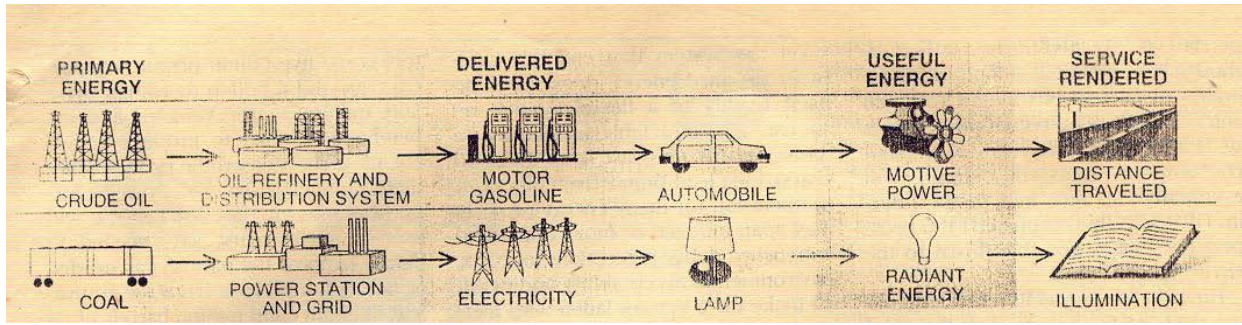 PRIMARY ENERGY
DELIVERED ENERGY
USEFUL ENERGY
SERVICE RENDERED
CRUDE OIL
OIL REFINERY AND DISTRIBUTION SYSTEM
MOTOR GASOLINE
AUTOMOBILE
MOTIVE POWER
DISTANCE TRAVELED
COAL
POWER STATION AND GRID
ELECTRICITY
LAMP
RADIANT ENERGY
ILLUMINATION